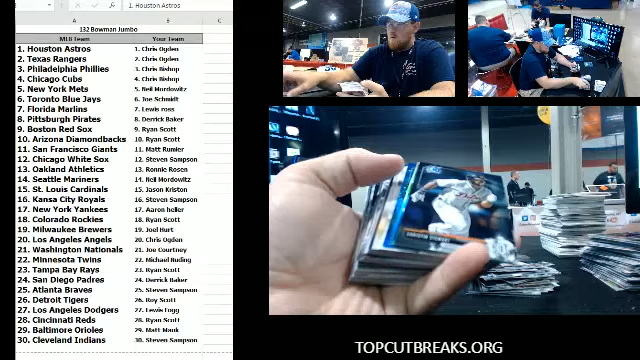 1. Houston Astros
A B C
132 Bowman Jumbo
MLB Team Your Team
1. Houston Astros 1. Chris Ogden
2. Texas Rangers 2. Chris Ogden
3. Philadelphia Phillies 3. Chris Bishop
4. Chicago Cubs 4. Chris Bishop
5. New York Mets 5. Neil Mordowitz
6. Toronto Blue Jays 6. Joe Schmidt
7. Florida Marlins 7. Lewis ross
8. Pittsburgh Pirates 8. Derrick Baker
9. Boston Red Sox 9. Ryan Scott
10. Arizona Diamondbacks 10. Ryan Scott
11. San Francisco Giants 11. Matt Rumier
12. Chicago White Sox 12. Steven Sampson
13. Oakland Athletics 13. Ronnie Rosen
14. Seattle Mariners 14. Neil Mordowitz
15. St. Louis Cardinals 15. Jason Kriston
16. Kansa City Royals 16. Steven Sampson
17. New York Yankees 17. Aaron heller
18. Colorado Rockies 18. Ryan Scott
19. Milwaukee Brewers 19. Joel Hurt
20. Los Angeles Angels 20. Chris Ogden
21. Washington Nationals 21. Joe Courtney
22. Minnesota Twins 22. Michael Ruding
23. Tampa Bay Rays 23. Ryan Scott
24. San Diego Padres 24. Derrick Baker
25. Atlanta Braves 25. Steven Sampson
26. Detroit Tigers 26. Roy Scott
27. Los Angeles Dodgers 27. Lewis Fogg
28. Cincinnati Reds 28. Ryan Scott
29. Baltimore Orioles 29. Matt Mauk
30. Cleveland Indians 30. Steven Sampson
TOPCUTBREAKS.ORG